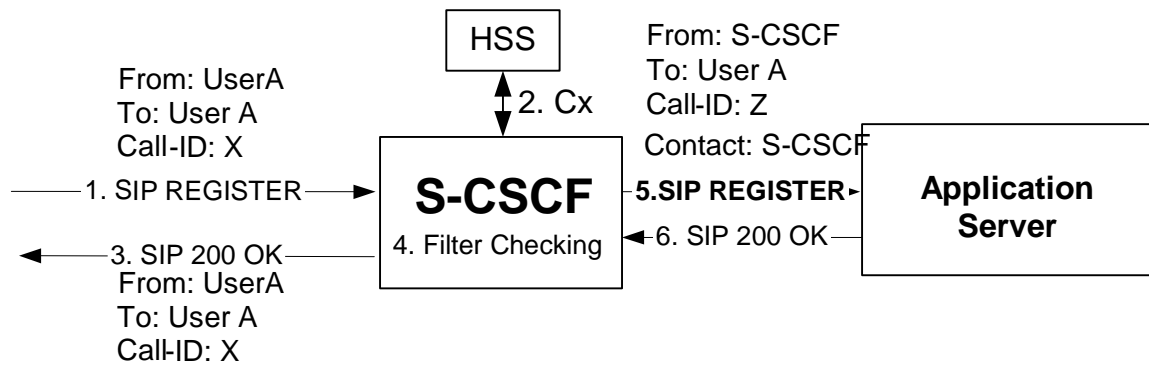 HSS
From: S-CSCF
To: User A
Call-ID: Z
Contact: S-CSCF
From: UserA
To: User A
Call-ID: X
2. Cx
1. SIP REGISTER
S-CSCF
4. Filter Checking
5.SIP REGISTER
Application
Server
3. SIP 200 OK
6. SIP 200 OK
From: UserA
To: User A
Call-ID: X